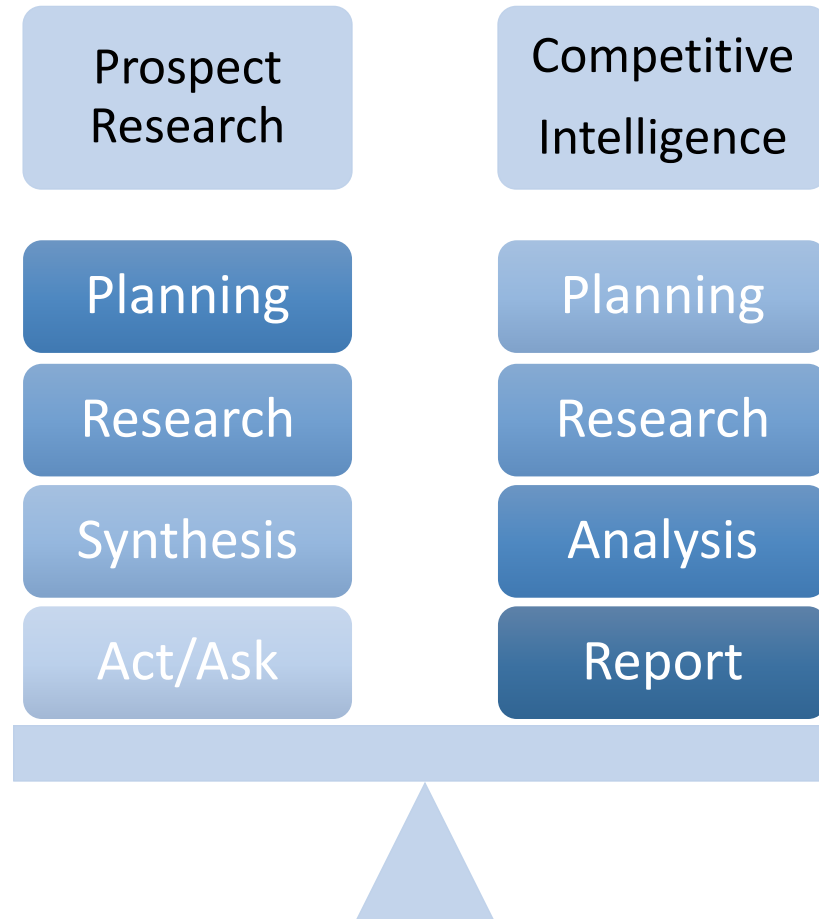 Prospect
Research
Planning
Research
Synthesis
Act/Ask
Competitive
Intelligence
Planning
Research
Analysis
Report